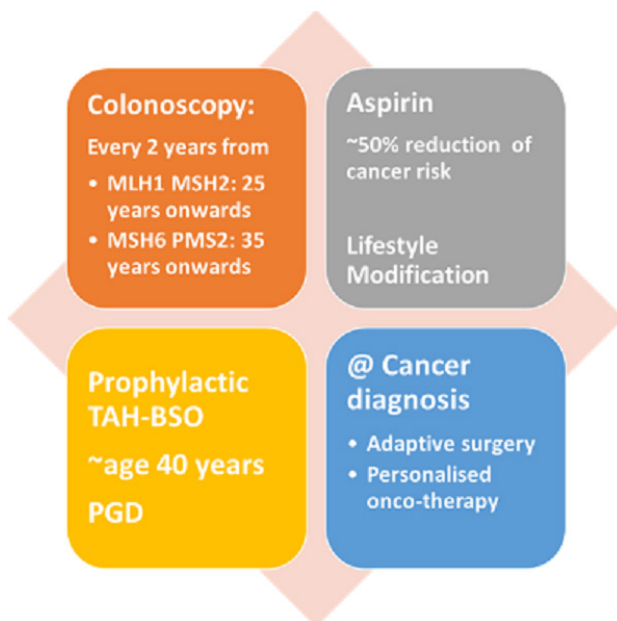 Colonoscopy:
Every 2 years from
• MLH1 MSH2: 25
years onwards
• MSH6 PMS2: 35
years onwards
Aspirin
~50% reduction of
cancer risk
Lifestyle
Modification
Prophylactic
TAH-BSO
~age 40 years
PGD
@ Cancer
diagnosis
• Adaptive surgery
• Personalised
onco-therapy